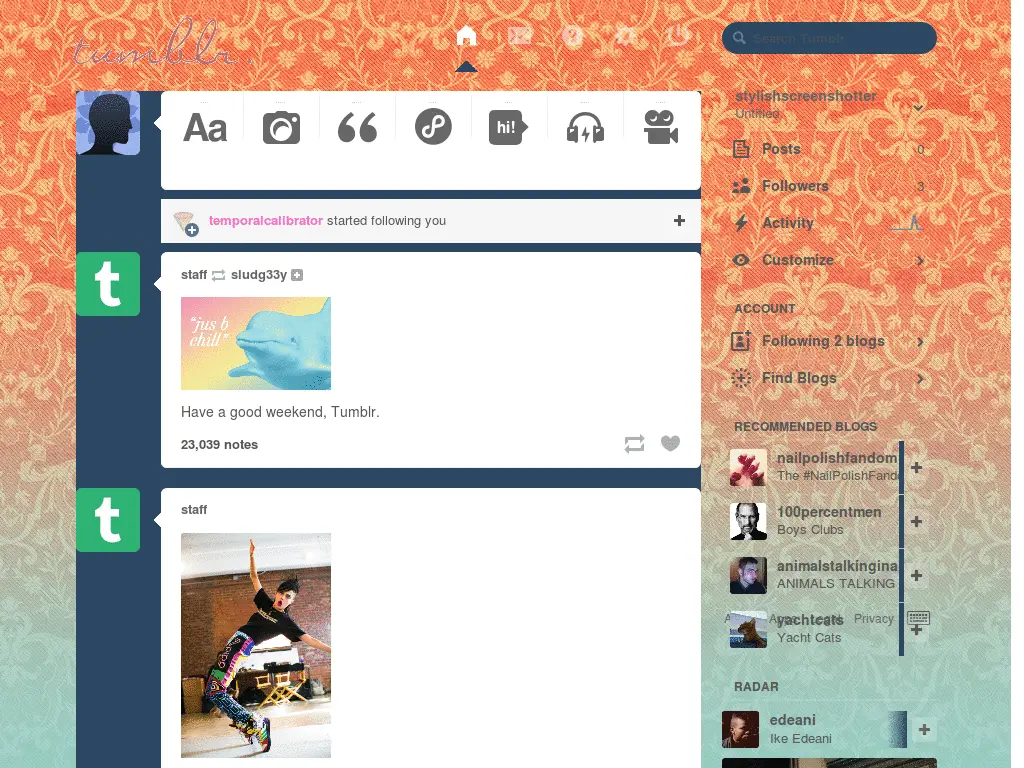 tumblr.
Search Tumblr
Aa
hi!
temporalcalibrator started following you
staff sludg33y
"jus b
chill"
Have a good weekend, Tumblr.
23,039 notes
staff
adidas
stylishscreenshotter
Untitled
Posts 0
Followers 3
Activity
Customize
ACCOUNT
Following 2 blogs
Find Blogs
RECOMMENDED BLOGS
nailpolishfandom
The #NailPolishFand
100percentmen
Boys Clubs
animalstalkingina
ANIMALS TALKING
yachtcats
Legal Privacy
Yacht Cats
RADAR
edeani
Ike Edeani